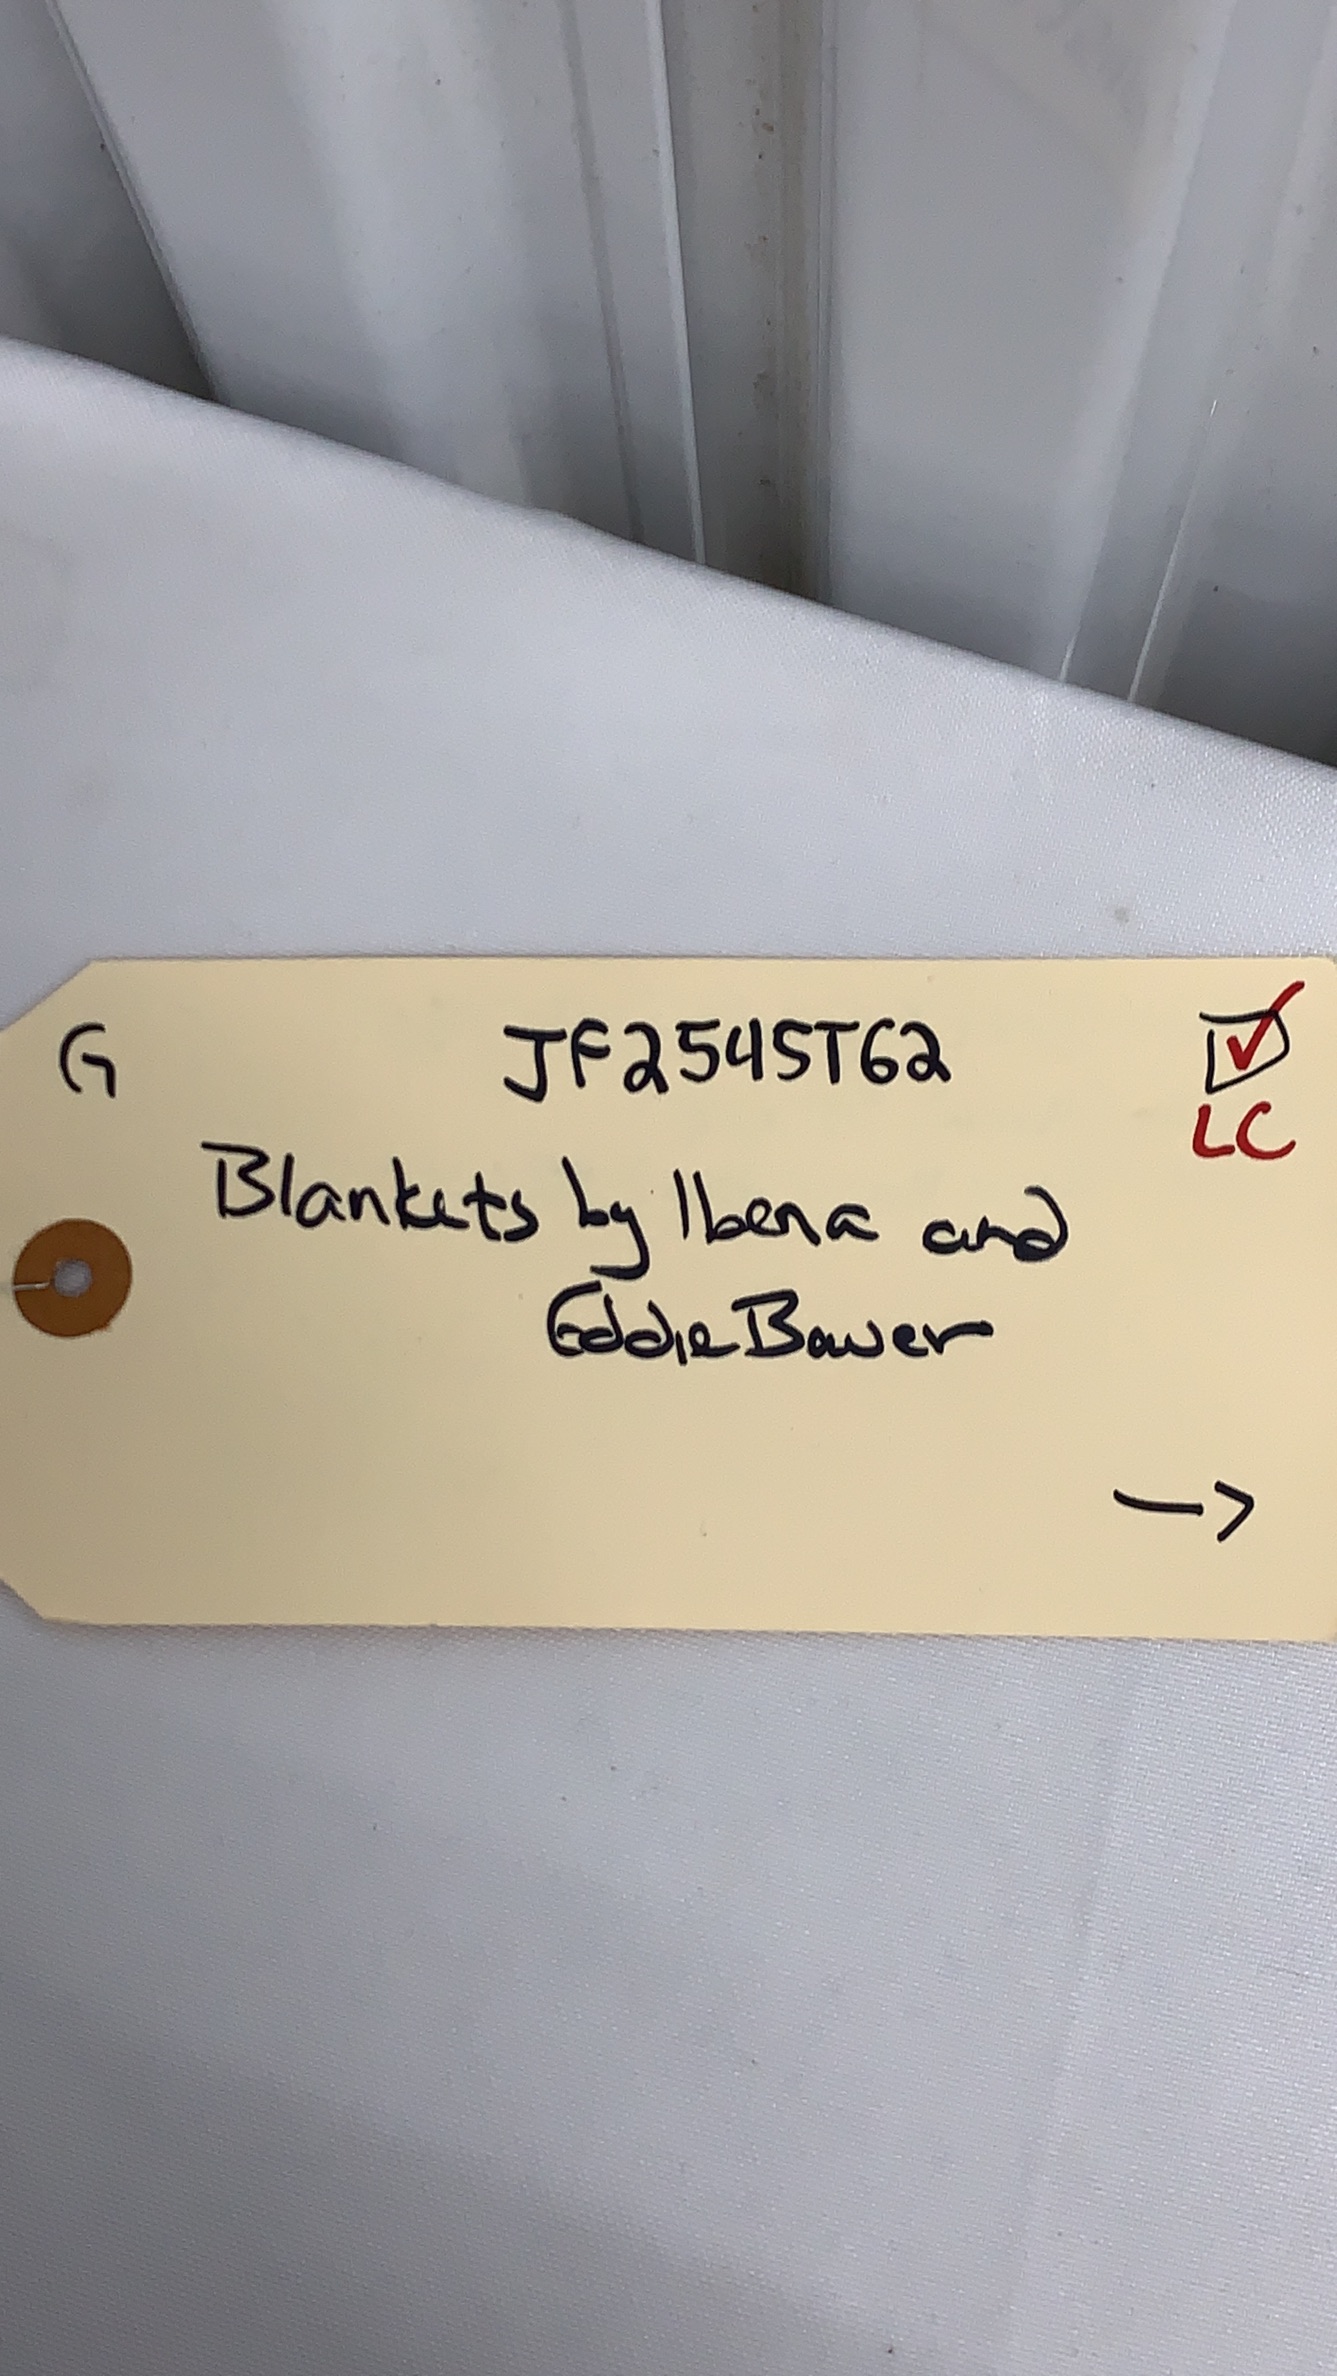 G JF2545T62 ☑
LC
Blankets by Ibena and
Eddie Bauer
—>